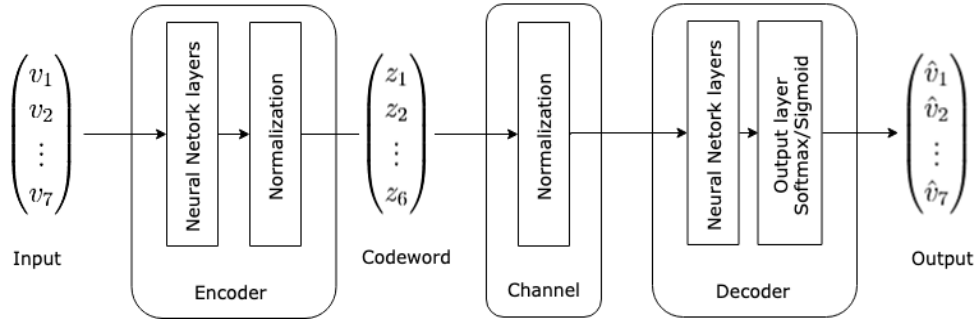 v₁
v₂
⋮
v₇
Input
Neural Netork layers
Normalization
Encoder
z₁
z₂
⋮
z₆
Codeword
Normalization
Channel
Neural Netork layers
Output layer
Softmax/Sigmoid
Decoder
v̂₁
v̂₂
⋮
v̂₇
Output